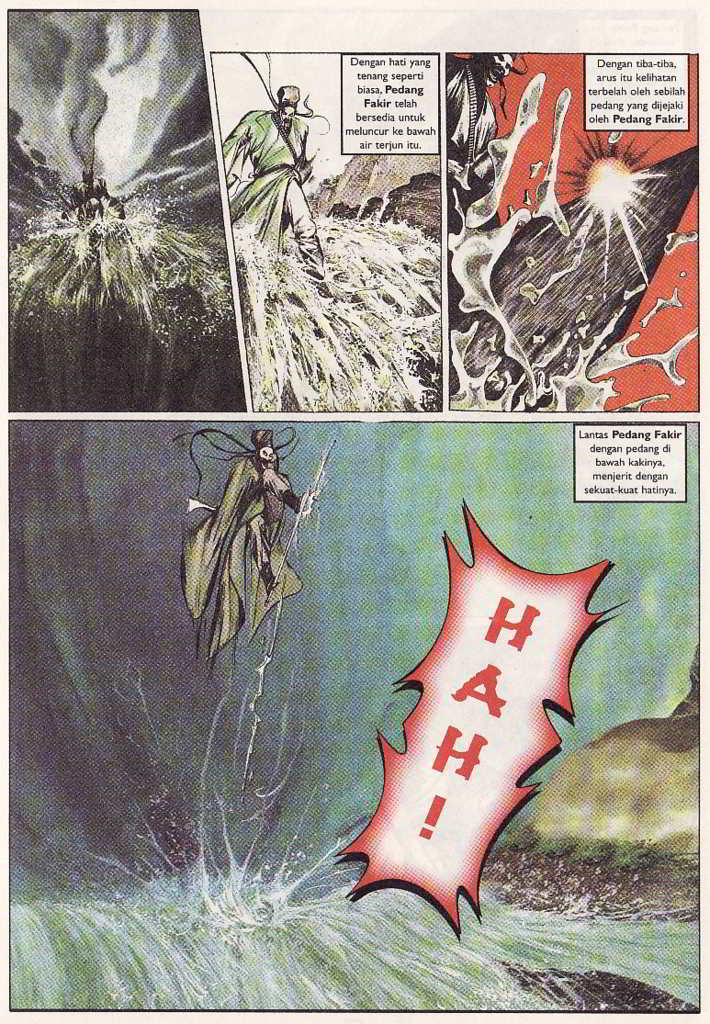 Dengan hati yang
tenang seperti
biasa, Pedang
Fakir telah
bersedia untuk
meluncur ke bawah
air terjun itu.
Dengan tiba-tiba,
arus itu kelihatan
terbelah oleh sebilah
pedang yang dijejaki
oleh Pedang Fakir.
Lantas Pedang Fakir
dengan pedang di
bawah kakinya,
menjerit dengan
sekuat-kuat hatinya.
H
A
H
!